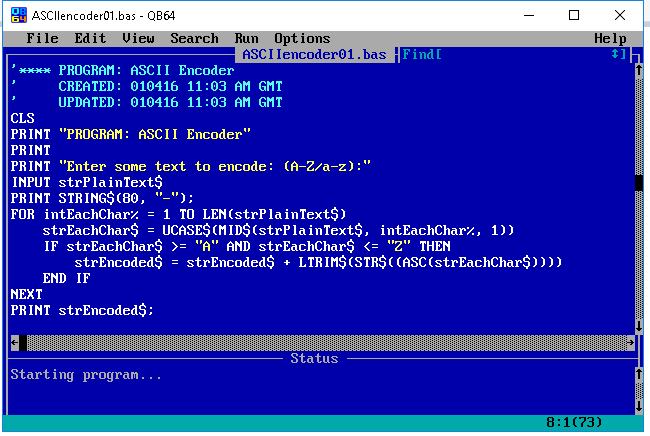 ASCIIencoder01.bas - QB64
File Edit View Search Run Options Help
ASCIIencoder01.bas Find[ ]
'**** PROGRAM: ASCII Encoder
'     CREATED: 010416 11:03 AM GMT
'     UPDATED: 010416 11:03 AM GMT
CLS
PRINT "PROGRAM: ASCII Encoder"
PRINT
PRINT "Enter some text to encode: (A-Z/a-z):"
INPUT strPlainText$
PRINT STRING$(80, "-");
FOR intEachChar% = 1 TO LEN(strPlainText$)
    strEachChar$ = UCASE$(MID$(strPlainText$, intEachChar%, 1))
    IF strEachChar$ >= "A" AND strEachChar$ <= "Z" THEN
        strEncoded$ = strEncoded$ + LTRIM$(STR$((ASC(strEachChar$))))
    END IF
NEXT
PRINT strEncoded$;
Status
Starting program...
8:1(73)